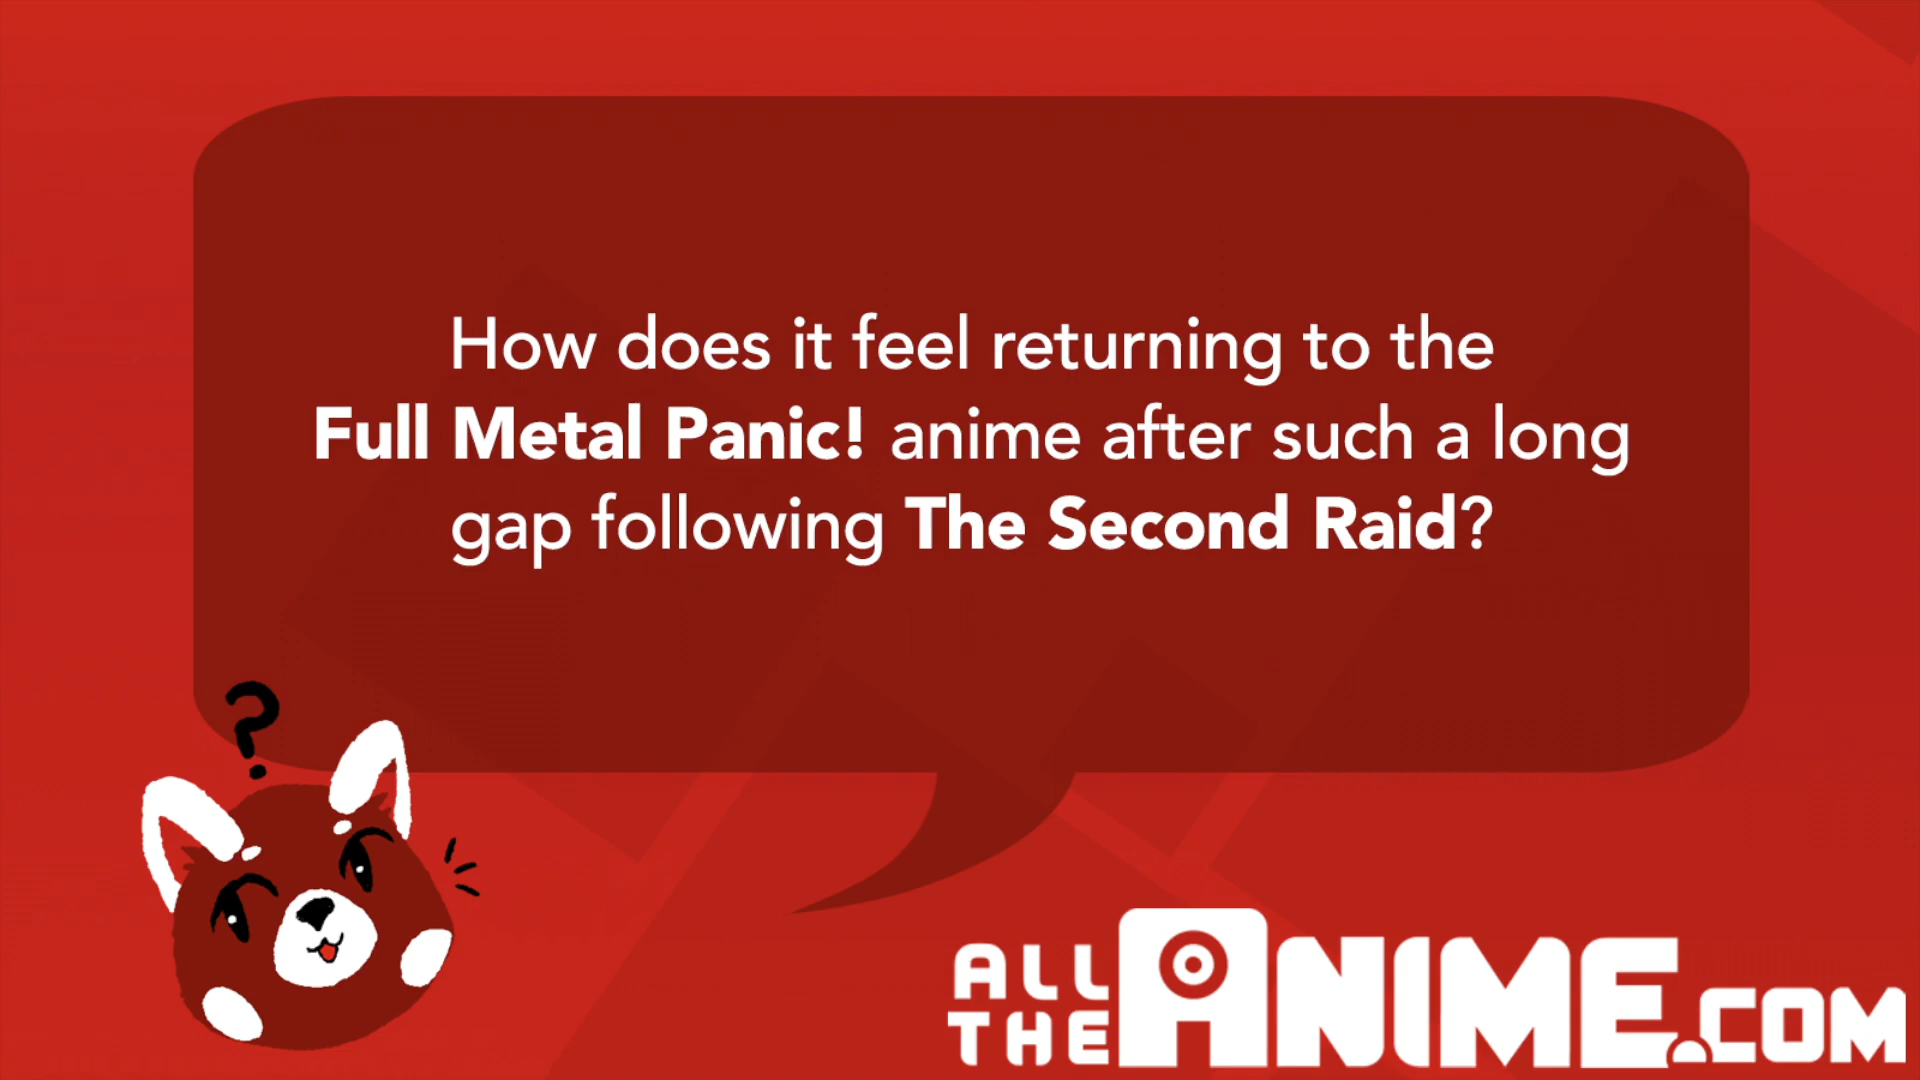 How does it feel returning to the
Full Metal Panic! anime after such a long
gap following The Second Raid?
?
ALL THE ANIME.COM